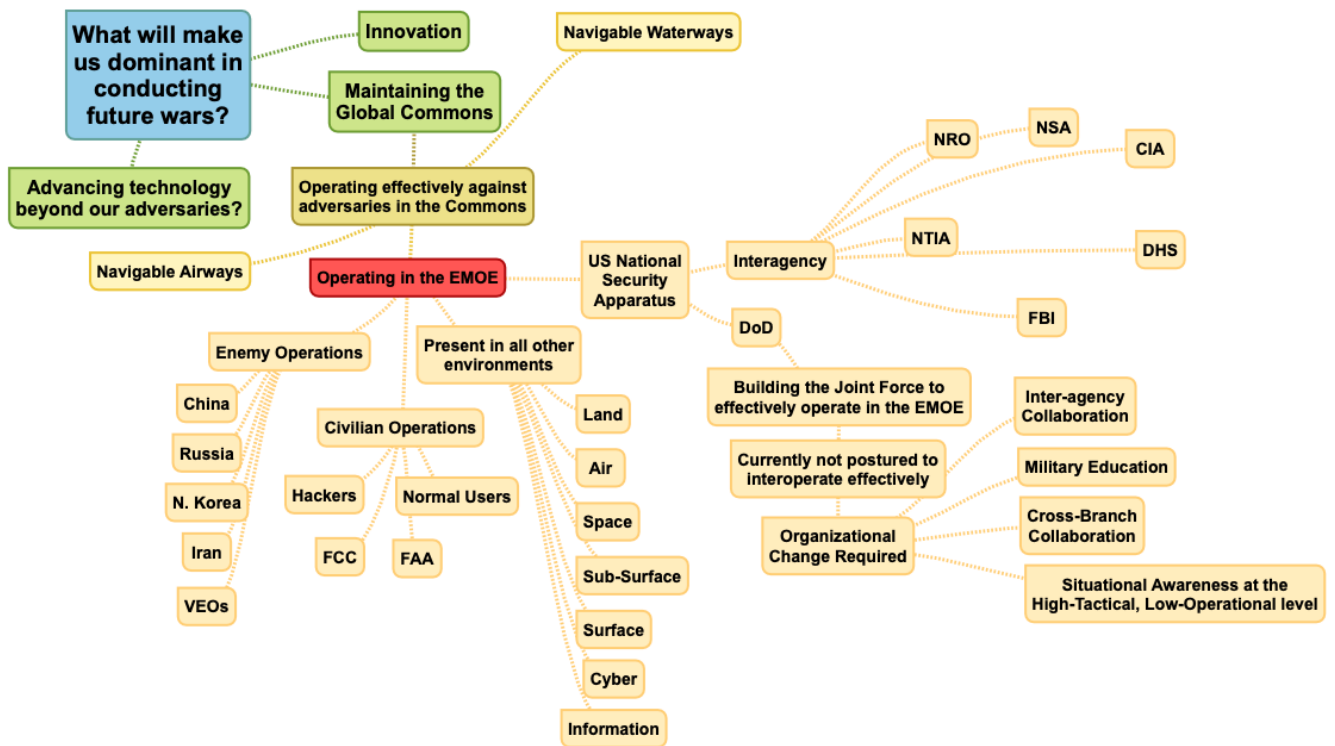 What will make
us dominant in
conducting
future wars?
Innovation
Navigable Waterways
Maintaining the
Global Commons
Advancing technology
beyond our adversaries?
Operating effectively against
adversaries in the Commons
Navigable Airways
Operating in the EMOE
US National
Security
Apparatus
Interagency
NRO
NSA
CIA
NTIA
DHS
FBI
DoD
Enemy Operations
China
Russia
N. Korea
Iran
VEOs
Civilian Operations
Hackers
Normal Users
FCC
FAA
Present in all other
environments
Land
Air
Space
Sub-Surface
Surface
Cyber
Information
Building the Joint Force to
effectively operate in the EMOE
Currently not postured to
interoperate effectively
Organizational
Change Required
Inter-agency
Collaboration
Military Education
Cross-Branch
Collaboration
Situational Awareness at the
High-Tactical, Low-Operational level